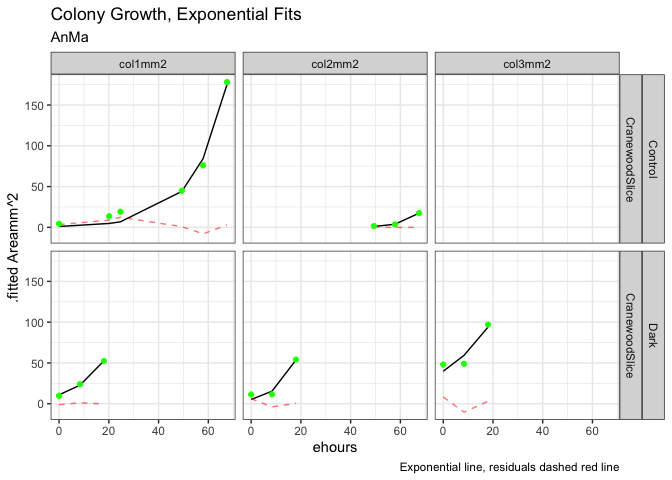 Colony Growth, Exponential Fits
AnMa
col1mm2 col2mm2 col3mm2
150
100
50
0
CranewoodSlice
Control
150
100
50
0
CranewoodSlice
Dark
0 20 40 60 0 20 40 60 0 20 40 60
.fitted Areamm^2
ehours
Exponential line, residuals dashed red line